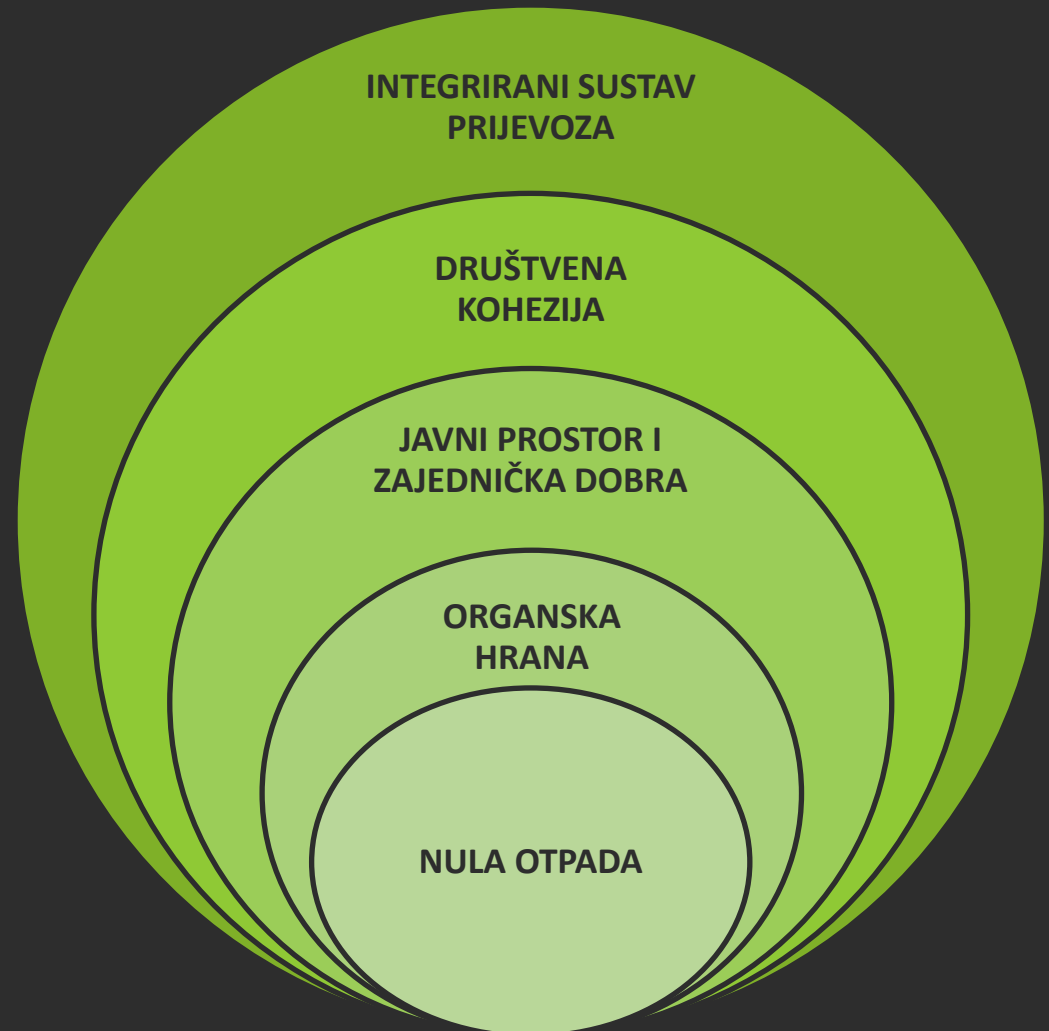 INTEGRIRANI SUSTAV
PRIJEVOZA
DRUŠTVENA
KOHEZIJA
JAVNI PROSTOR I
ZAJEDNIČKA DOBRA
ORGANSKA
HRANA
NULA OTPADA